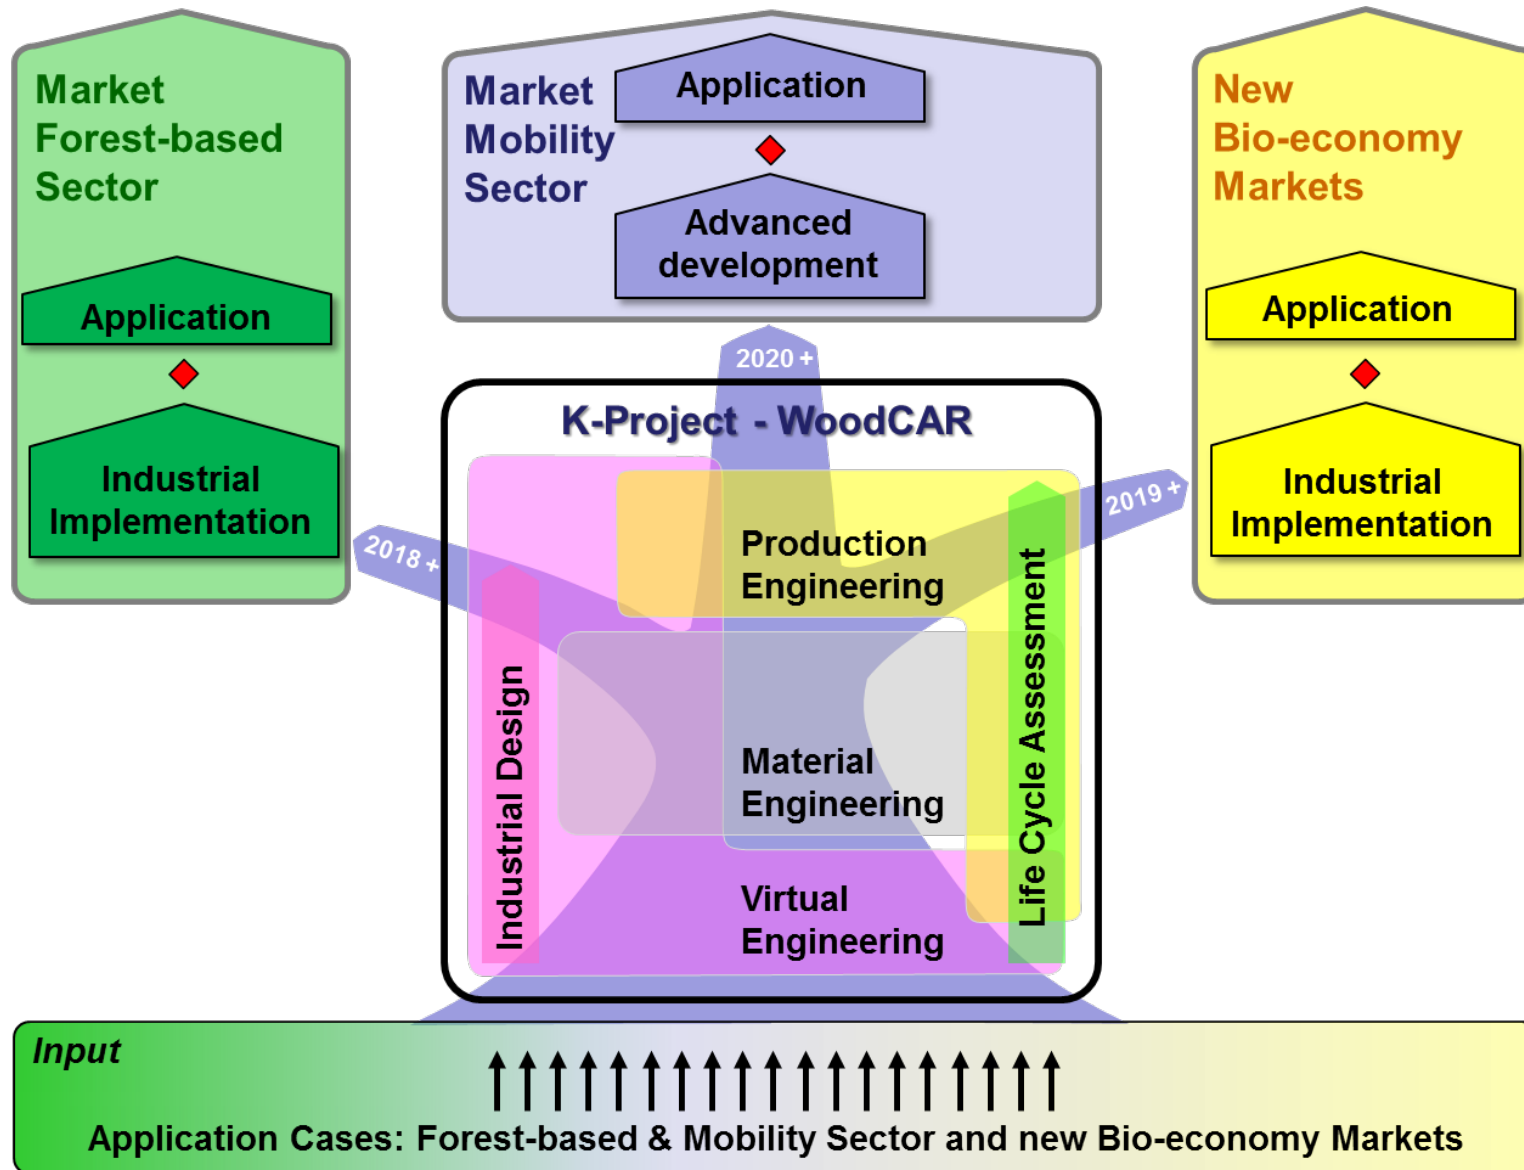 Market
Forest-based
Sector
Application
Industrial
Implementation
Market
Mobility
Sector
Application
Advanced
development
New
Bio-economy
Markets
Application
Industrial
Implementation
2018 +
2020 +
2019 +
K-Project - WoodCAR
Industrial Design
Production
Engineering
Material
Engineering
Virtual
Engineering
Life Cycle Assessment
Input
Application Cases: Forest-based & Mobility Sector and new Bio-economy Markets